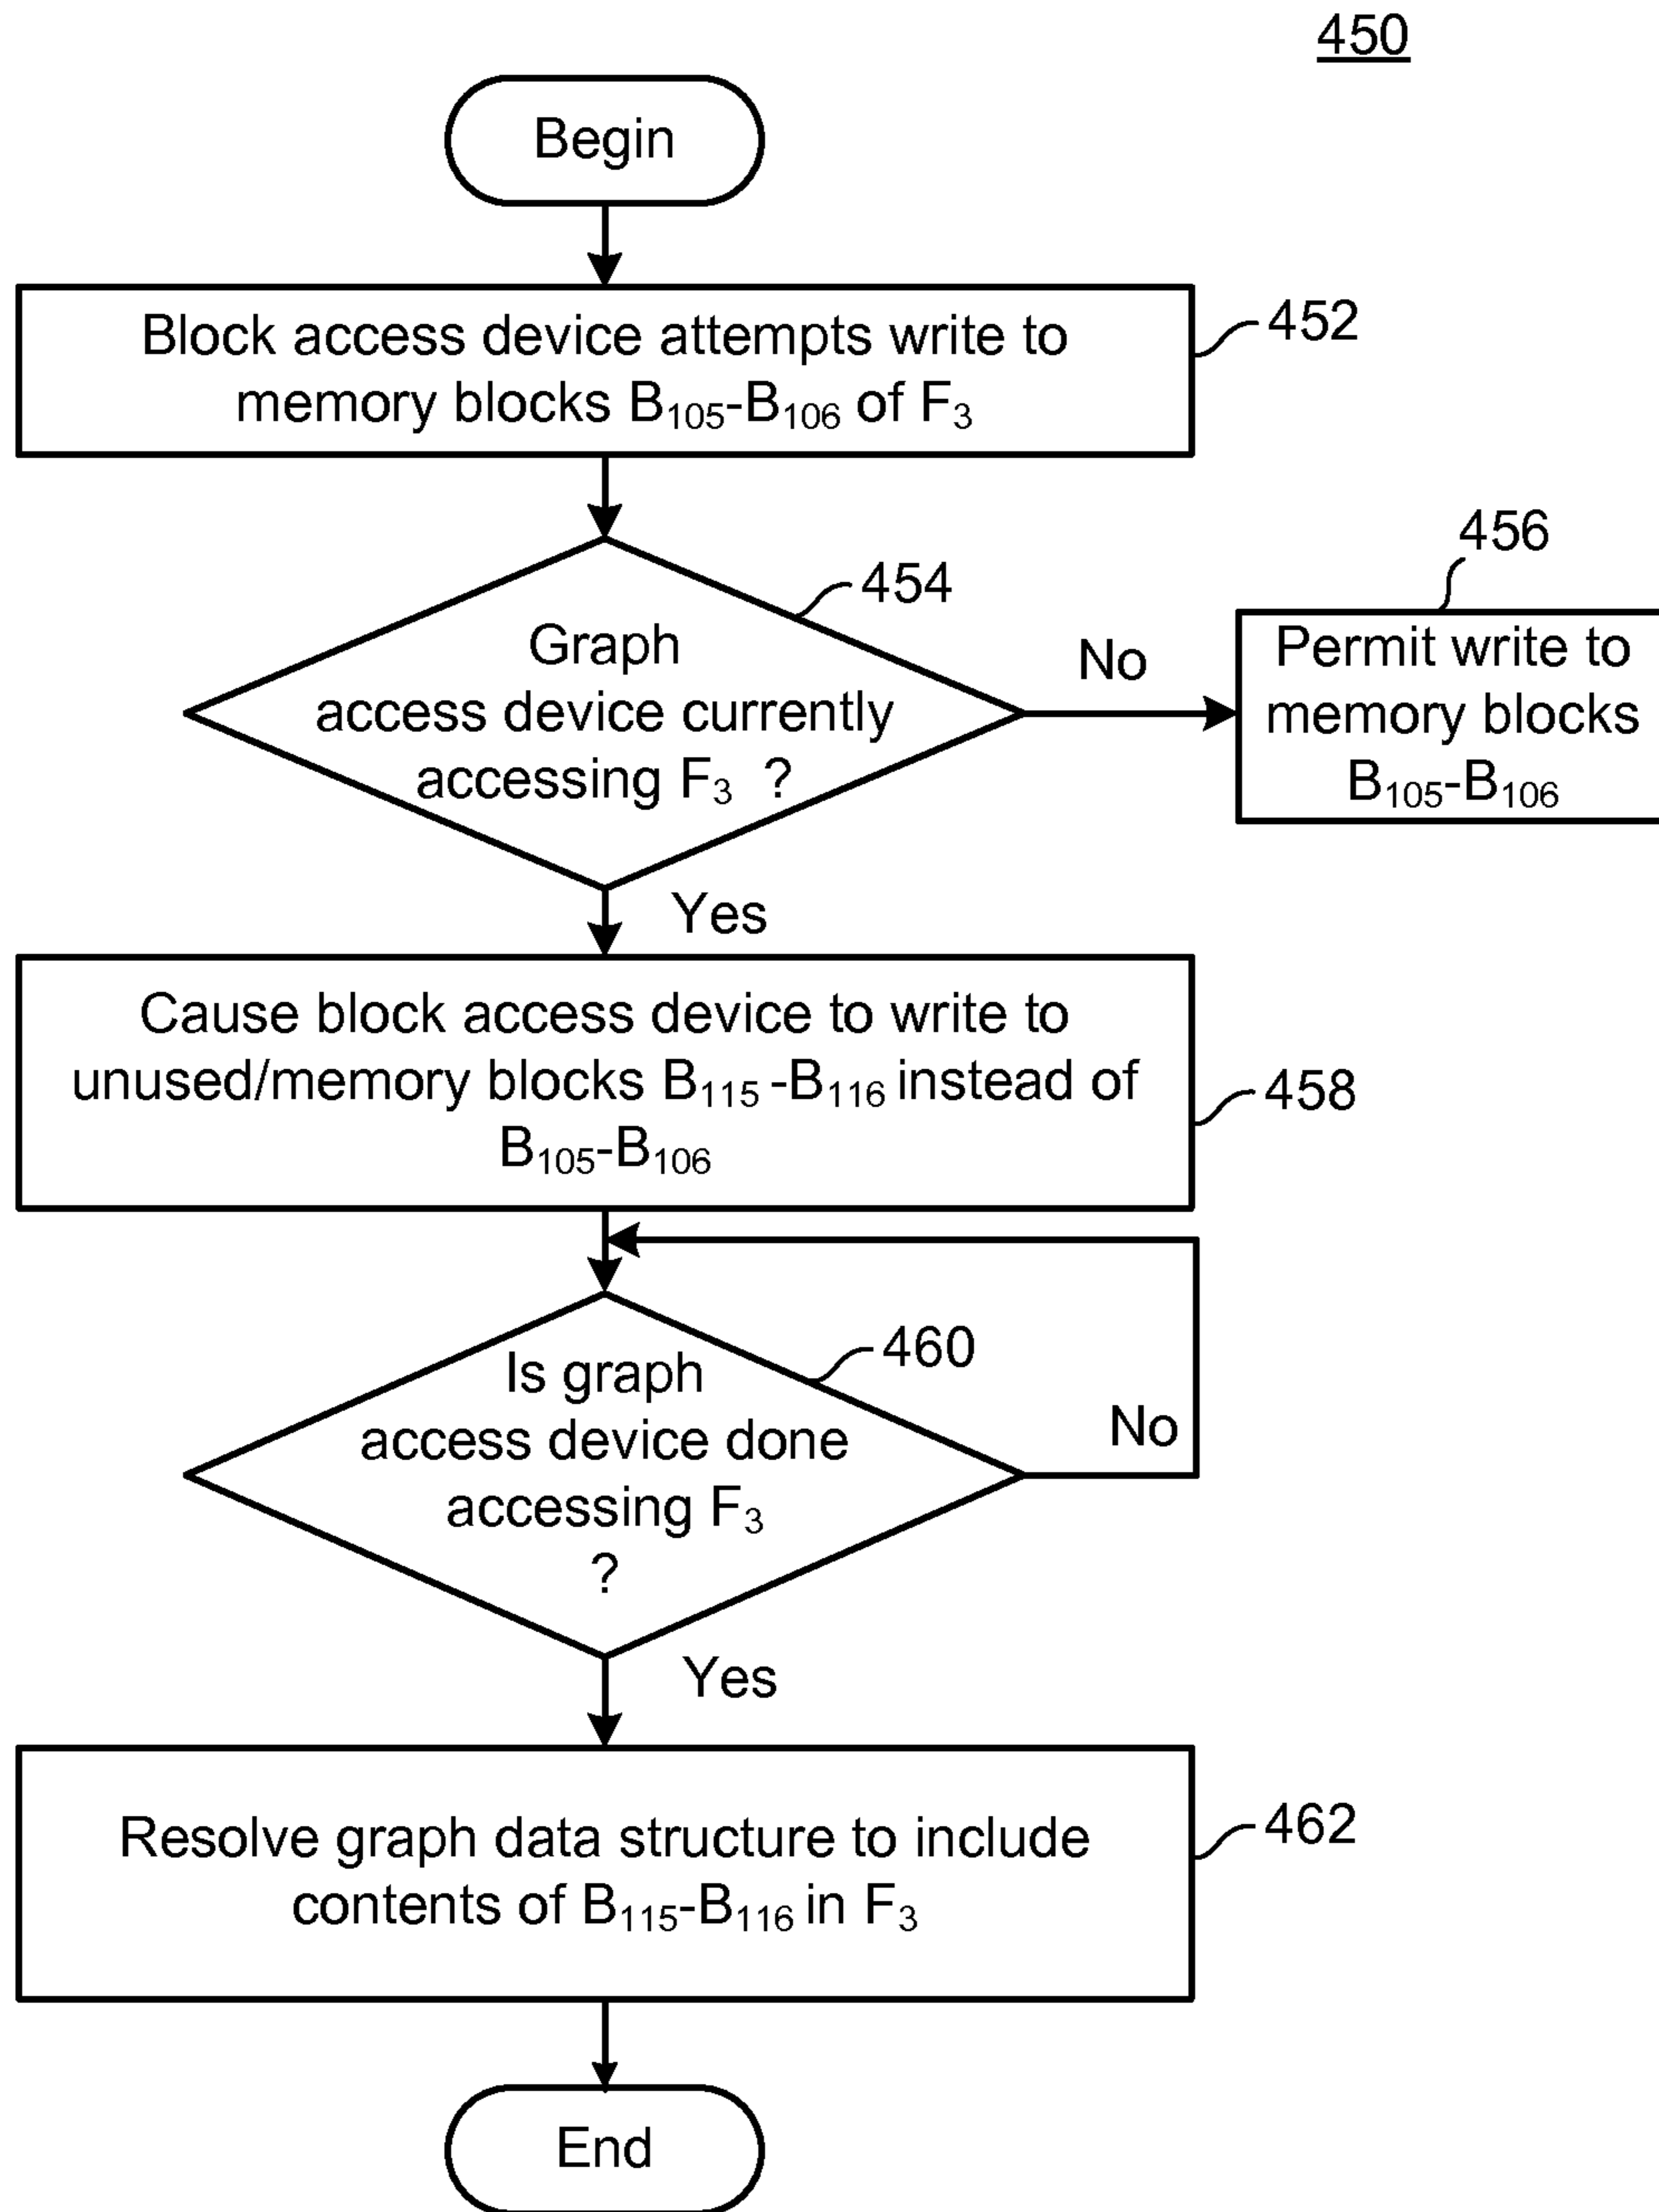 450
Begin
Block access device attempts write to
memory blocks B₁₀₅-B₁₀₆ of F₃
452
454
Graph
access device currently
accessing F₃ ?
No
456
Permit write to
memory blocks
B₁₀₅-B₁₀₆
Yes
Cause block access device to write to
unused/memory blocks B₁₁₅ -B₁₁₆ instead of
B₁₀₅-B₁₀₆
458
460
Is graph
access device done
accessing F₃
?
No
Yes
Resolve graph data structure to include
contents of B₁₁₅-B₁₁₆ in F₃
462
End